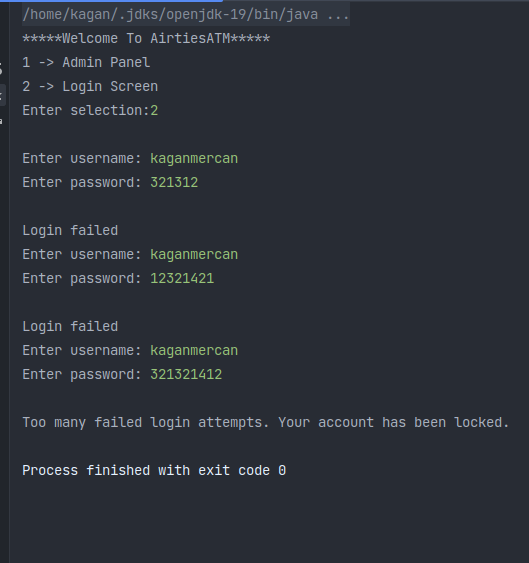 /home/kagan/.jdks/openjdk-19/bin/java ...
*****Welcome To AirtiesATM*****
1 -> Admin Panel
2 -> Login Screen
Enter selection:2
Enter username: kaganmercan
Enter password: 321312
Login failed
Enter username: kaganmercan
Enter password: 12321421
Login failed
Enter username: kaganmercan
Enter password: 321321412
Too many failed login attempts. Your account has been locked.
Process finished with exit code 0